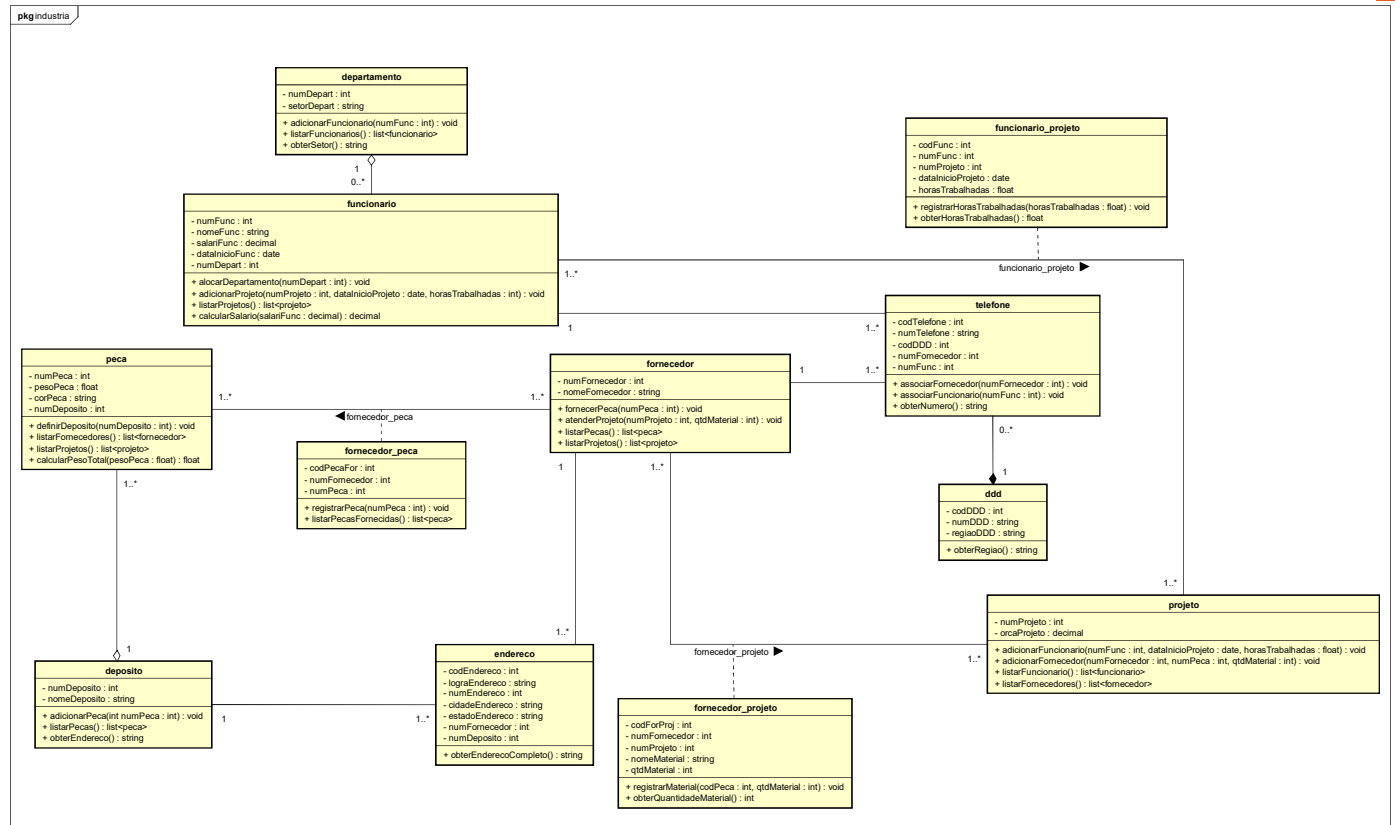 pkg industria
departamento
- numDepart : int
- setorDepart : string
+ adicionarFuncionario(numFunc : int) : void
+ listarFuncionarios() : list<funcionario>
+ obterSetor() : string
1
0..*
funcionario_projeto
- codFunc : int
- numFunc : int
- numProjeto : int
- dataInicioProjeto : date
- horasTrabalhadas : float
+ registrarHorasTrabalhadas(horasTrabalhadas : float) : void
+ obterHorasTrabalhadas() : float
funcionario
- numFunc : int
- nomeFunc : string
- salariFunc : decimal
- dataInicioFunc : date
- numDepart : int
+ alocarDepartamento(numDepart : int) : void
+ adicionarProjeto(numProjeto : int, dataInicioProjeto : date, horasTrabalhadas : int) : void
+ listarProjetos() : list<projeto>
+ calcularSalario(salariFunc : decimal) : decimal
1..*
funcionario_projeto
1
1..*
telefone
- codTelefone : int
- numTelefone : string
- codDDD : int
- numFornecedor : int
- numFunc : int
+ associarFornecedor(numFornecedor : int) : void
+ associarFuncionario(numFunc : int) : void
+ obterNumero() : string
peca
- numPeca : int
- pesoPeca : float
- corPeca : string
- numDeposito : int
+ definirDeposito(numDeposito : int) : void
+ listarFornecedores() : list<fornecedor>
+ listarProjetos() : list<projeto>
+ calcularPesoTotal(pesoPeca : float) : float
fornecedor
- numFornecedor : int
- nomeFornecedor : string
+ fornecerPeca(numPeca : int) : void
+ atenderProjeto(numProjeto : int, qtdMaterial : int) : void
+ listarPecas() : list<peca>
+ listarProjetos() : list<projeto>
1
1..*
1..*
1..*
fornecedor_peca
fornecedor_peca
- codPecaFor : int
- numFornecedor : int
- numPeca : int
+ registrarPeca(numPeca : int) : void
+ listarPecasFornecidas() : list<peca>
0..*
1
ddd
- codDDD : int
- numDDD : string
- regiaoDDD : string
+ obterRegiao() : string
1
1..*
1..*
1..*
projeto
- numProjeto : int
- orcaProjeto : decimal
+ adicionarFuncionario(numFunc : int, dataInicioProjeto : date, horasTrabalhadas : float) : void
+ adicionarFornecedor(numFornecedor : int, numPeca : int, qtdMaterial : int) : void
+ listarFuncionario() : list<funcionario>
+ listarFornecedores() : list<fornecedor>
1..*
fornecedor_projeto
1..*
1
deposito
- numDeposito : int
- nomeDeposito : string
+ adicionarPeca(int numPeca : int) : void
+ listarPecas() : list<peca>
+ obterEndereco() : string
1
1..*
endereco
- codEndereco : int
- lograEndereco : string
- numEndereco : int
- cidadeEndereco : string
- estadoEndereco : string
- numFornecedor : int
- numDeposito : int
+ obterEnderecoCompleto() : string
fornecedor_projeto
- codForProj : int
- numFornecedor : int
- numProjeto : int
- nomeMaterial : string
- qtdMaterial : int
+ registrarMaterial(codPeca : int, qtdMaterial : int) : void
+ obterQuantidadeMaterial() : int